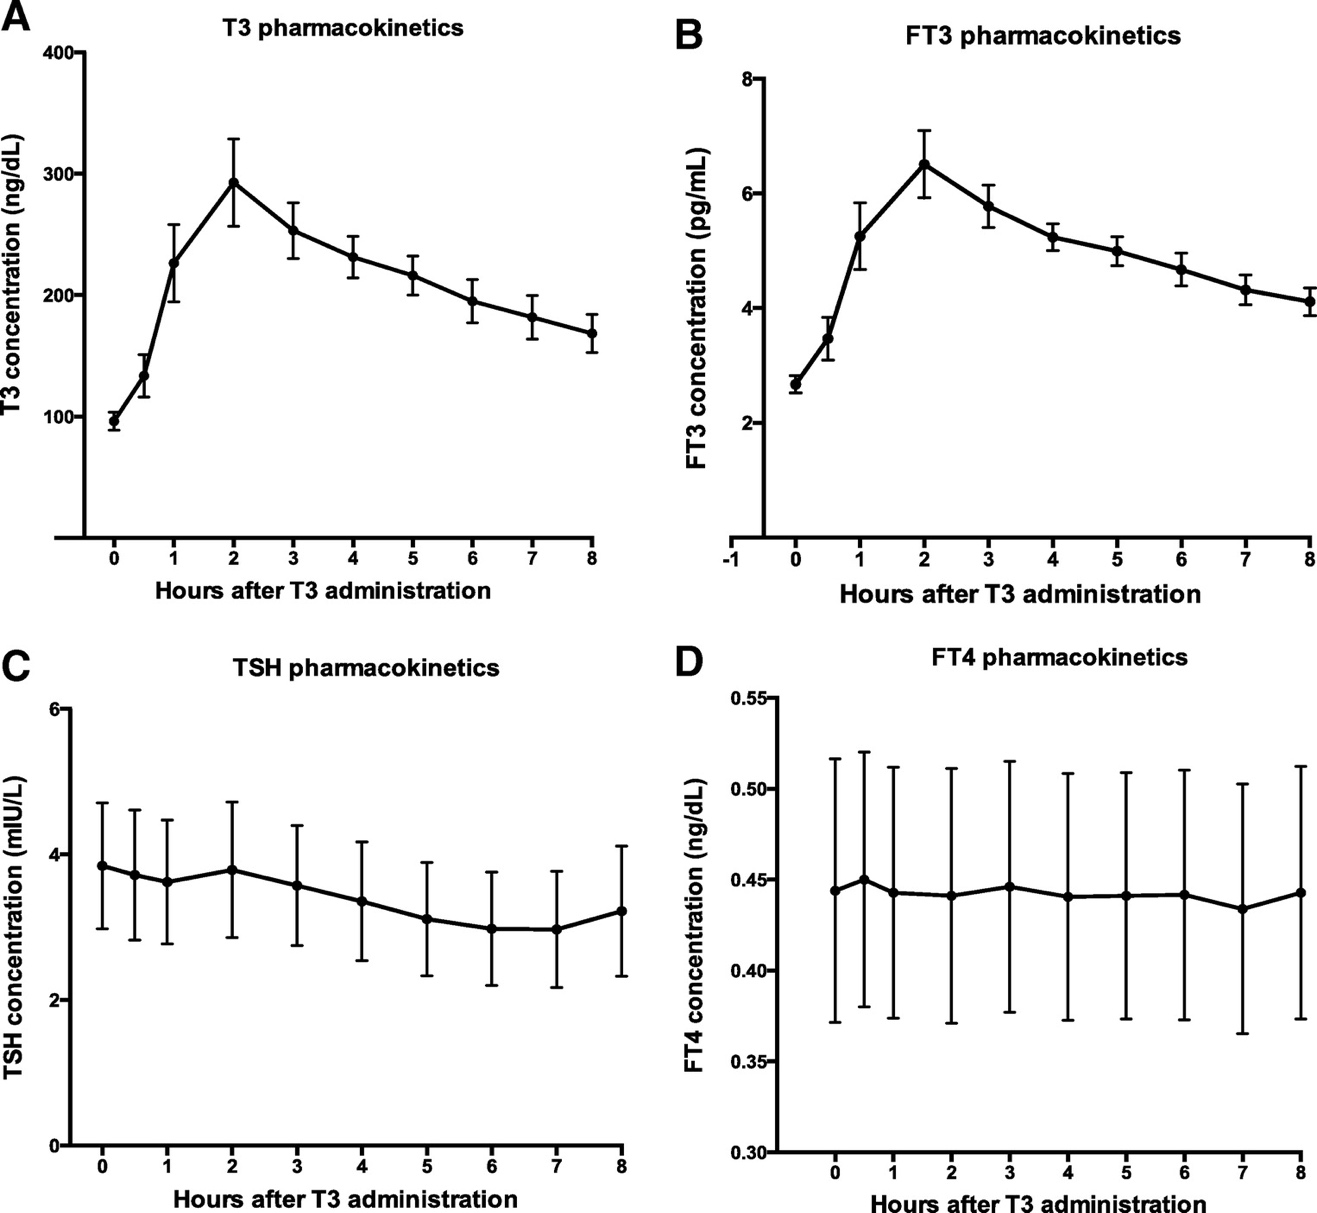 A
T3 pharmacokinetics
T3 concentration (ng/dL)
400
300
200
100
0 1 2 3 4 5 6 7 8
Hours after T3 administration
B
FT3 pharmacokinetics
FT3 concentration (pg/mL)
8
6
4
2
-1 0 1 2 3 4 5 6 7 8
Hours after T3 administration
C
TSH pharmacokinetics
TSH concentration (mIU/L)
6
4
2
0
0 1 2 3 4 5 6 7 8
Hours after T3 administration
D
FT4 pharmacokinetics
FT4 concentration (ng/dL)
0.55
0.50
0.45
0.40
0.35
0.30
0 1 2 3 4 5 6 7 8
Hours after T3 administration